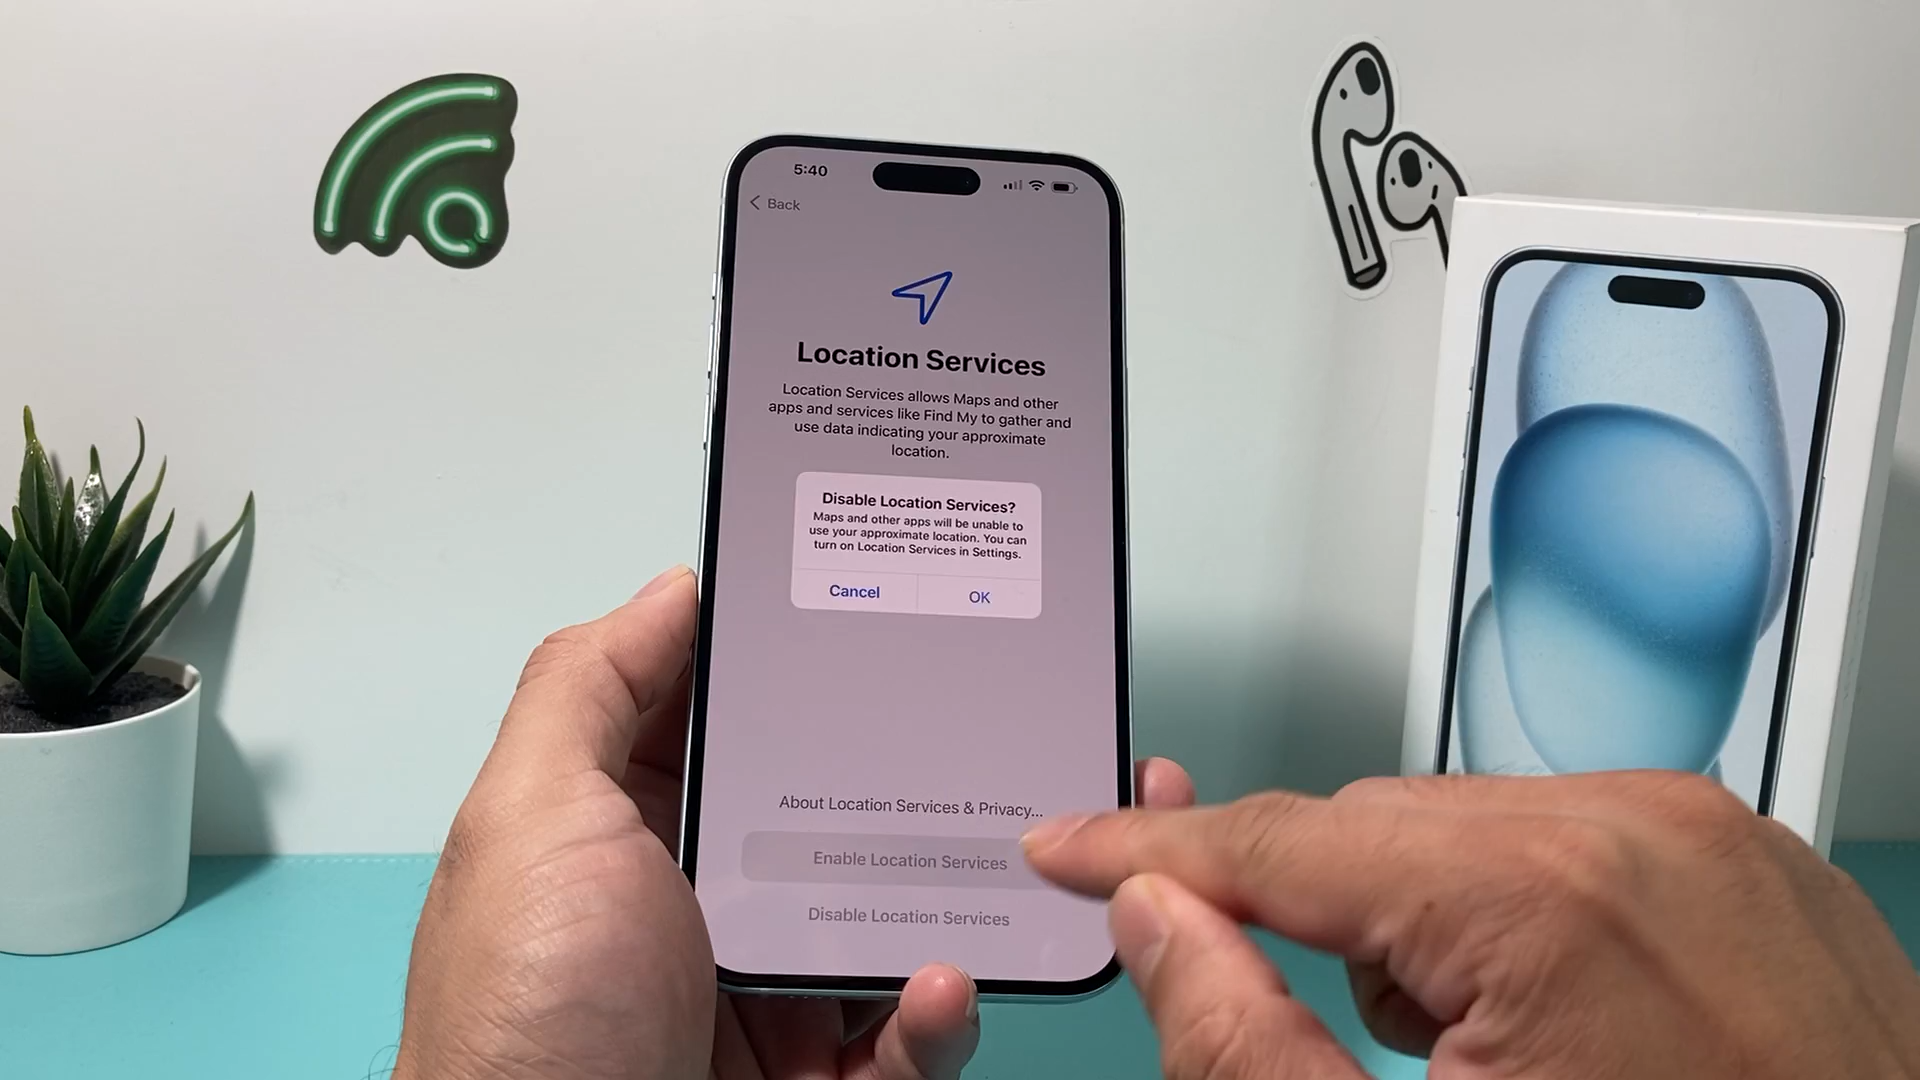 5:40
Back
Location Services
Location Services allows Maps and other
apps and services like Find My to gather and
use data indicating your approximate
location.
Disable Location Services?
Maps and other apps will be unable to
use your approximate location. You can
turn on Location Services in Settings.
Cancel
OK
About Location Services & Privacy...
Enable Location Services
Disable Location Services